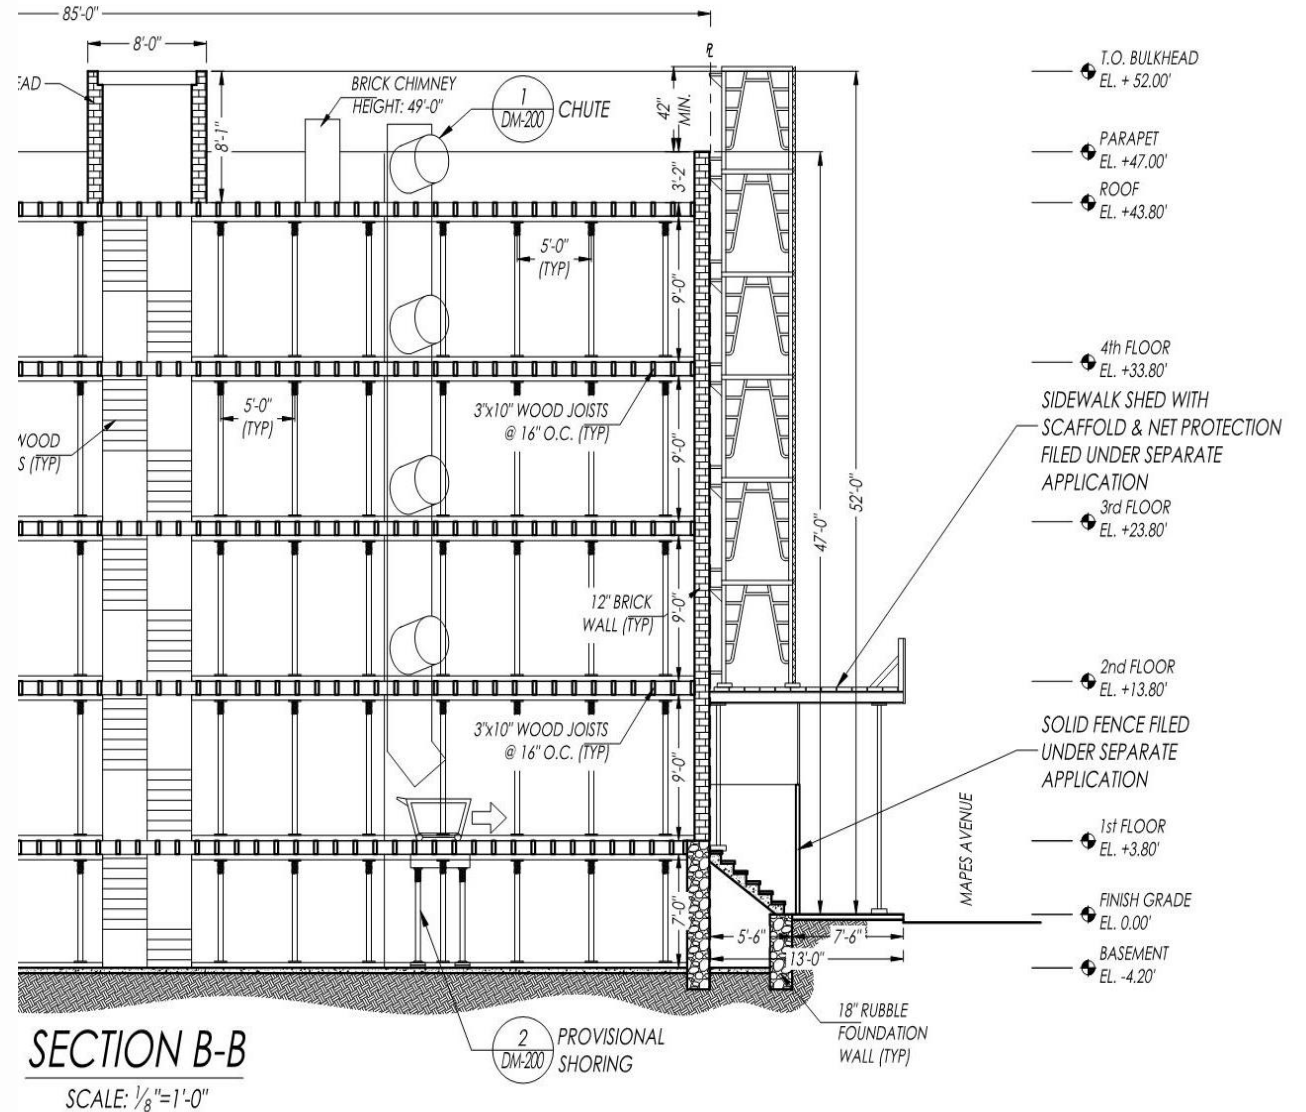 85'-0"
8'-0"
EAD
8'-1"
BRICK CHIMNEY
HEIGHT: 49'-0"
1
DM-200
CHUTE
42"
MIN.
3'-2"
PL
T.O. BULKHEAD
EL. + 52.00'
PARAPET
EL. +47.00'
ROOF
EL. +43.80'
5'-0"
(TYP)
9'-0"
4th FLOOR
EL. +33.80'
5'-0"
(TYP)
WOOD
S (TYP)
3"x10" WOOD JOISTS
@ 16" O.C. (TYP)
9'-0"
SIDEWALK SHED WITH
SCAFFOLD & NET PROTECTION
FILED UNDER SEPARATE
APPLICATION
52'-0"
47'-0"
3rd FLOOR
EL. +23.80'
12" BRICK
WALL (TYP)
9'-0"
2nd FLOOR
EL. +13.80'
3"x10" WOOD JOISTS
@ 16" O.C. (TYP)
9'-0"
SOLID FENCE FILED
UNDER SEPARATE
APPLICATION
MAPES AVENUE
1st FLOOR
EL. +3.80'
7'-0"
FINISH GRADE
EL. 0.00'
5'-6"
7'-6"
13'-0"
BASEMENT
EL. -4.20'
18" RUBBLE
FOUNDATION
WALL (TYP)
2
DM-200
PROVISIONAL
SHORING
SECTION B-B
SCALE: 1/8"=1'-0"